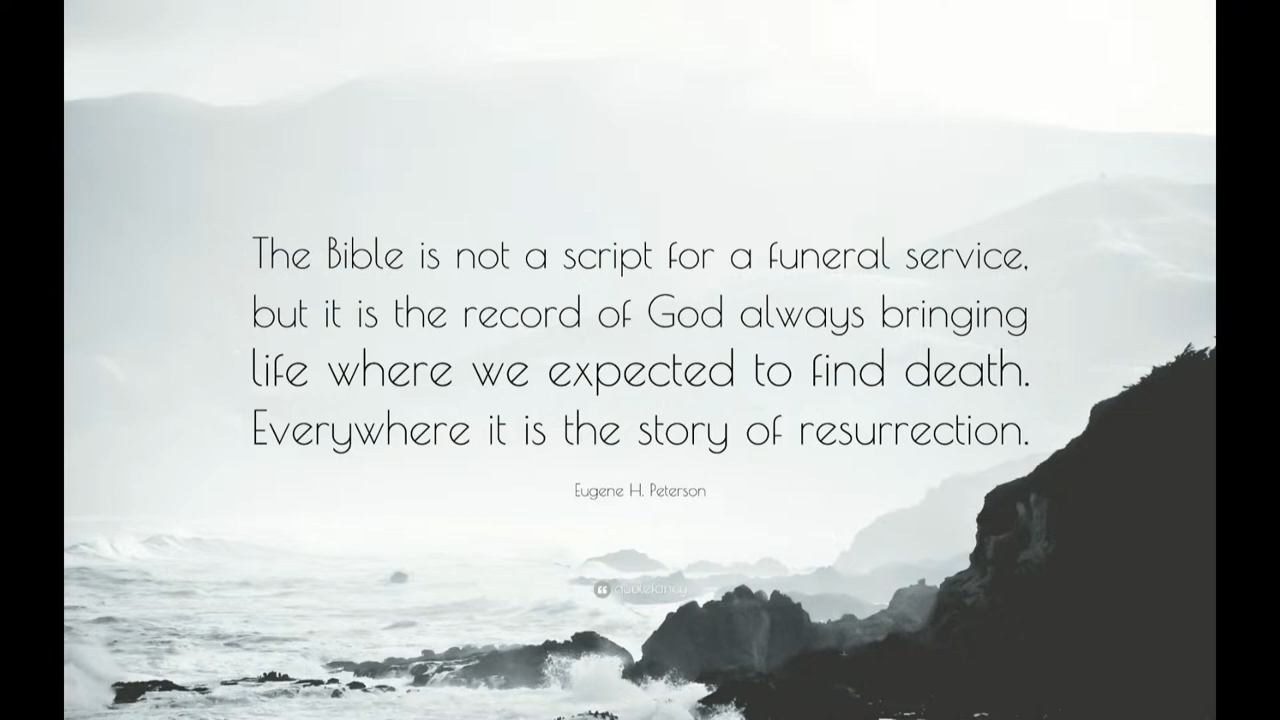 The Bible is not a script for a funeral service,
but it is the record of God always bringing
life where we expected to find death.
Everywhere it is the story of resurrection.
Eugene H. Peterson
quotefancy